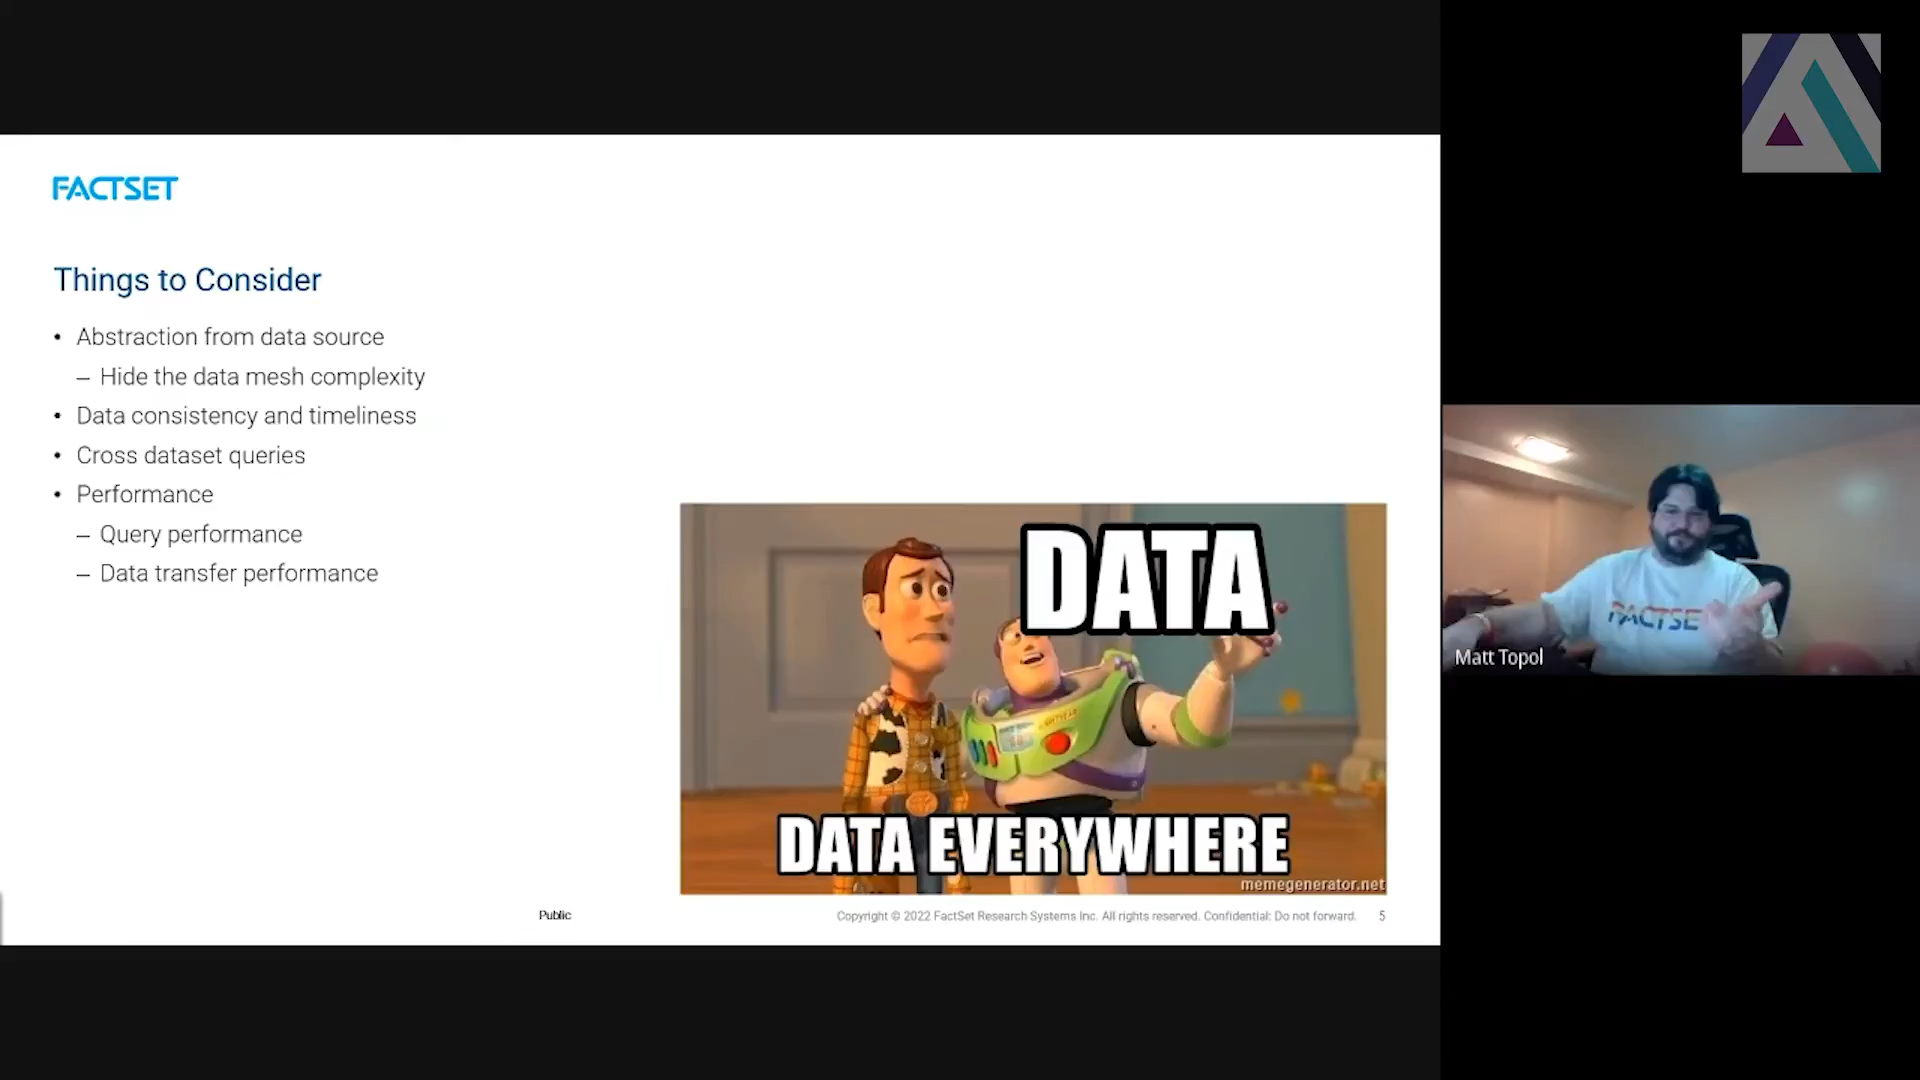 FACTSET
Things to Consider
• Abstraction from data source
– Hide the data mesh complexity
• Data consistency and timeliness
• Cross dataset queries
• Performance
– Query performance
– Data transfer performance
DATA
DATA EVERYWHERE
memegenerator.net
Public
Copyright © 2022 FactSet Research Systems Inc. All rights reserved. Confidential: Do not forward. 5
FACTSE
Matt Topol